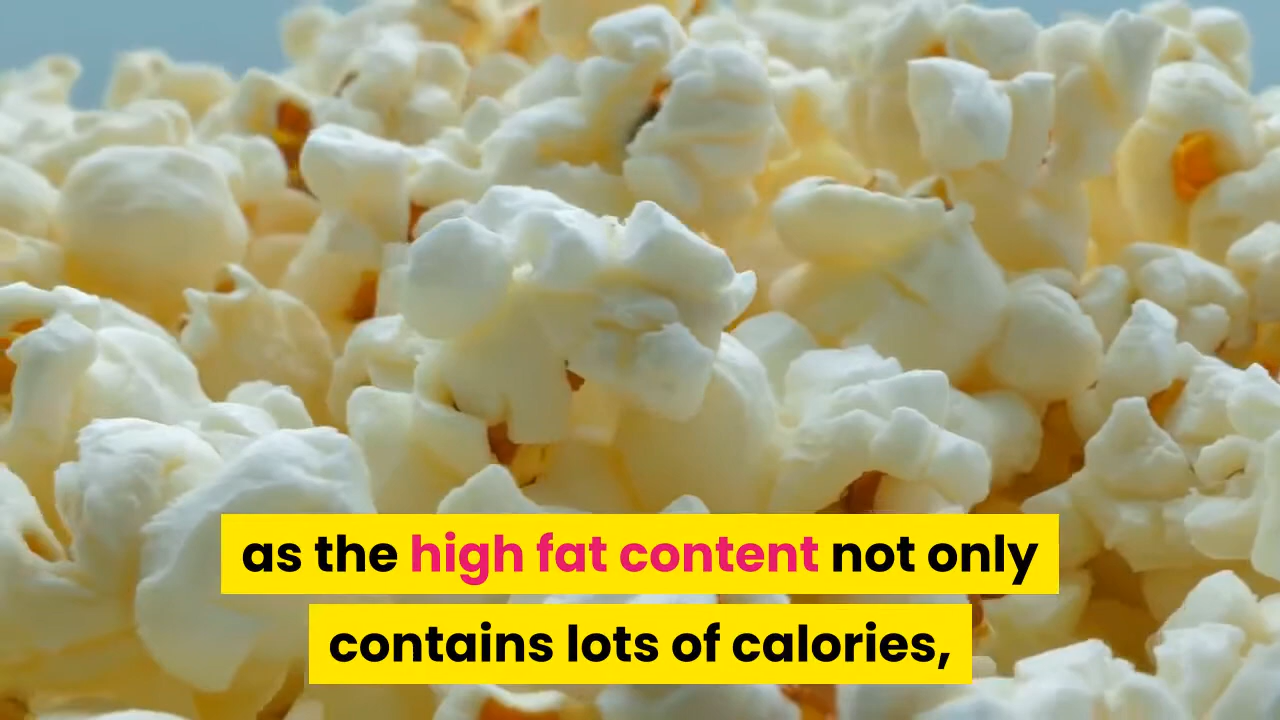 as the high fat content not only
contains lots of calories,